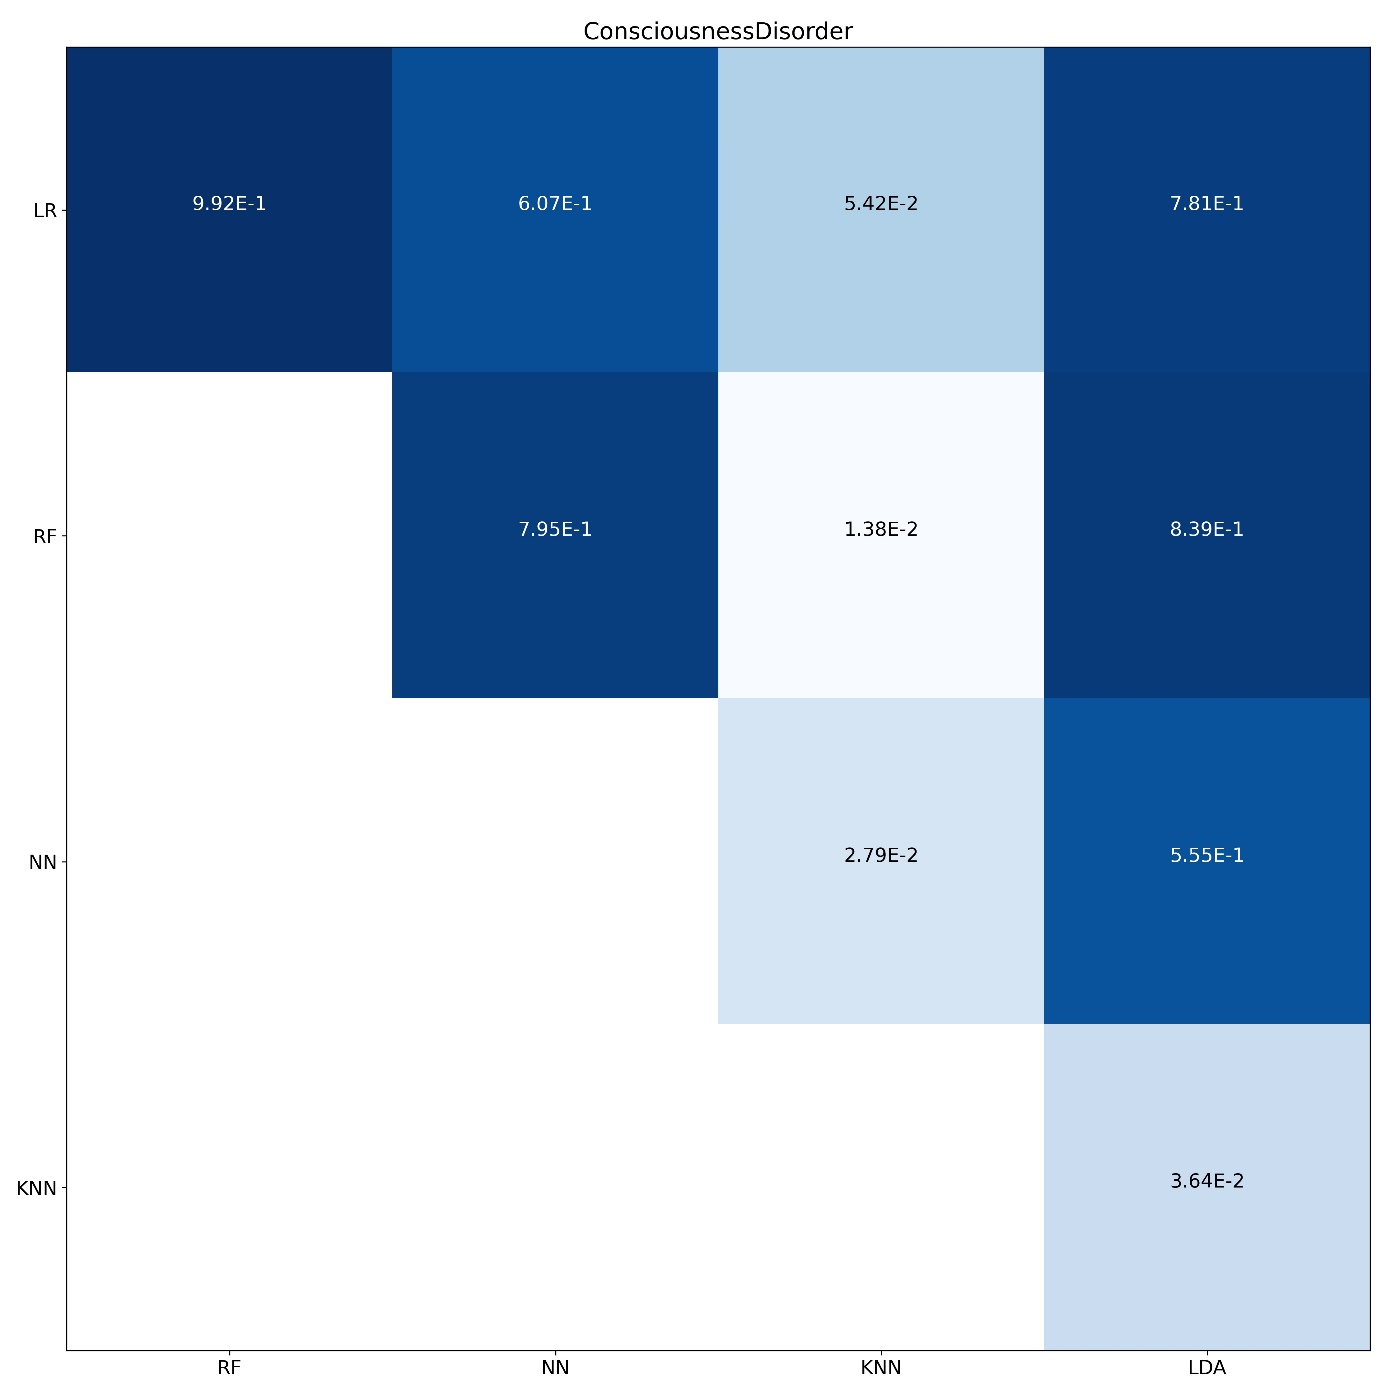 ConsciousnessDisorder
LR 9.92E-1 6.07E-1 5.42E-2 7.81E-1
RF 7.95E-1 1.38E-2 8.39E-1
NN 2.79E-2 5.55E-1
KNN 3.64E-2
RF NN KNN LDA